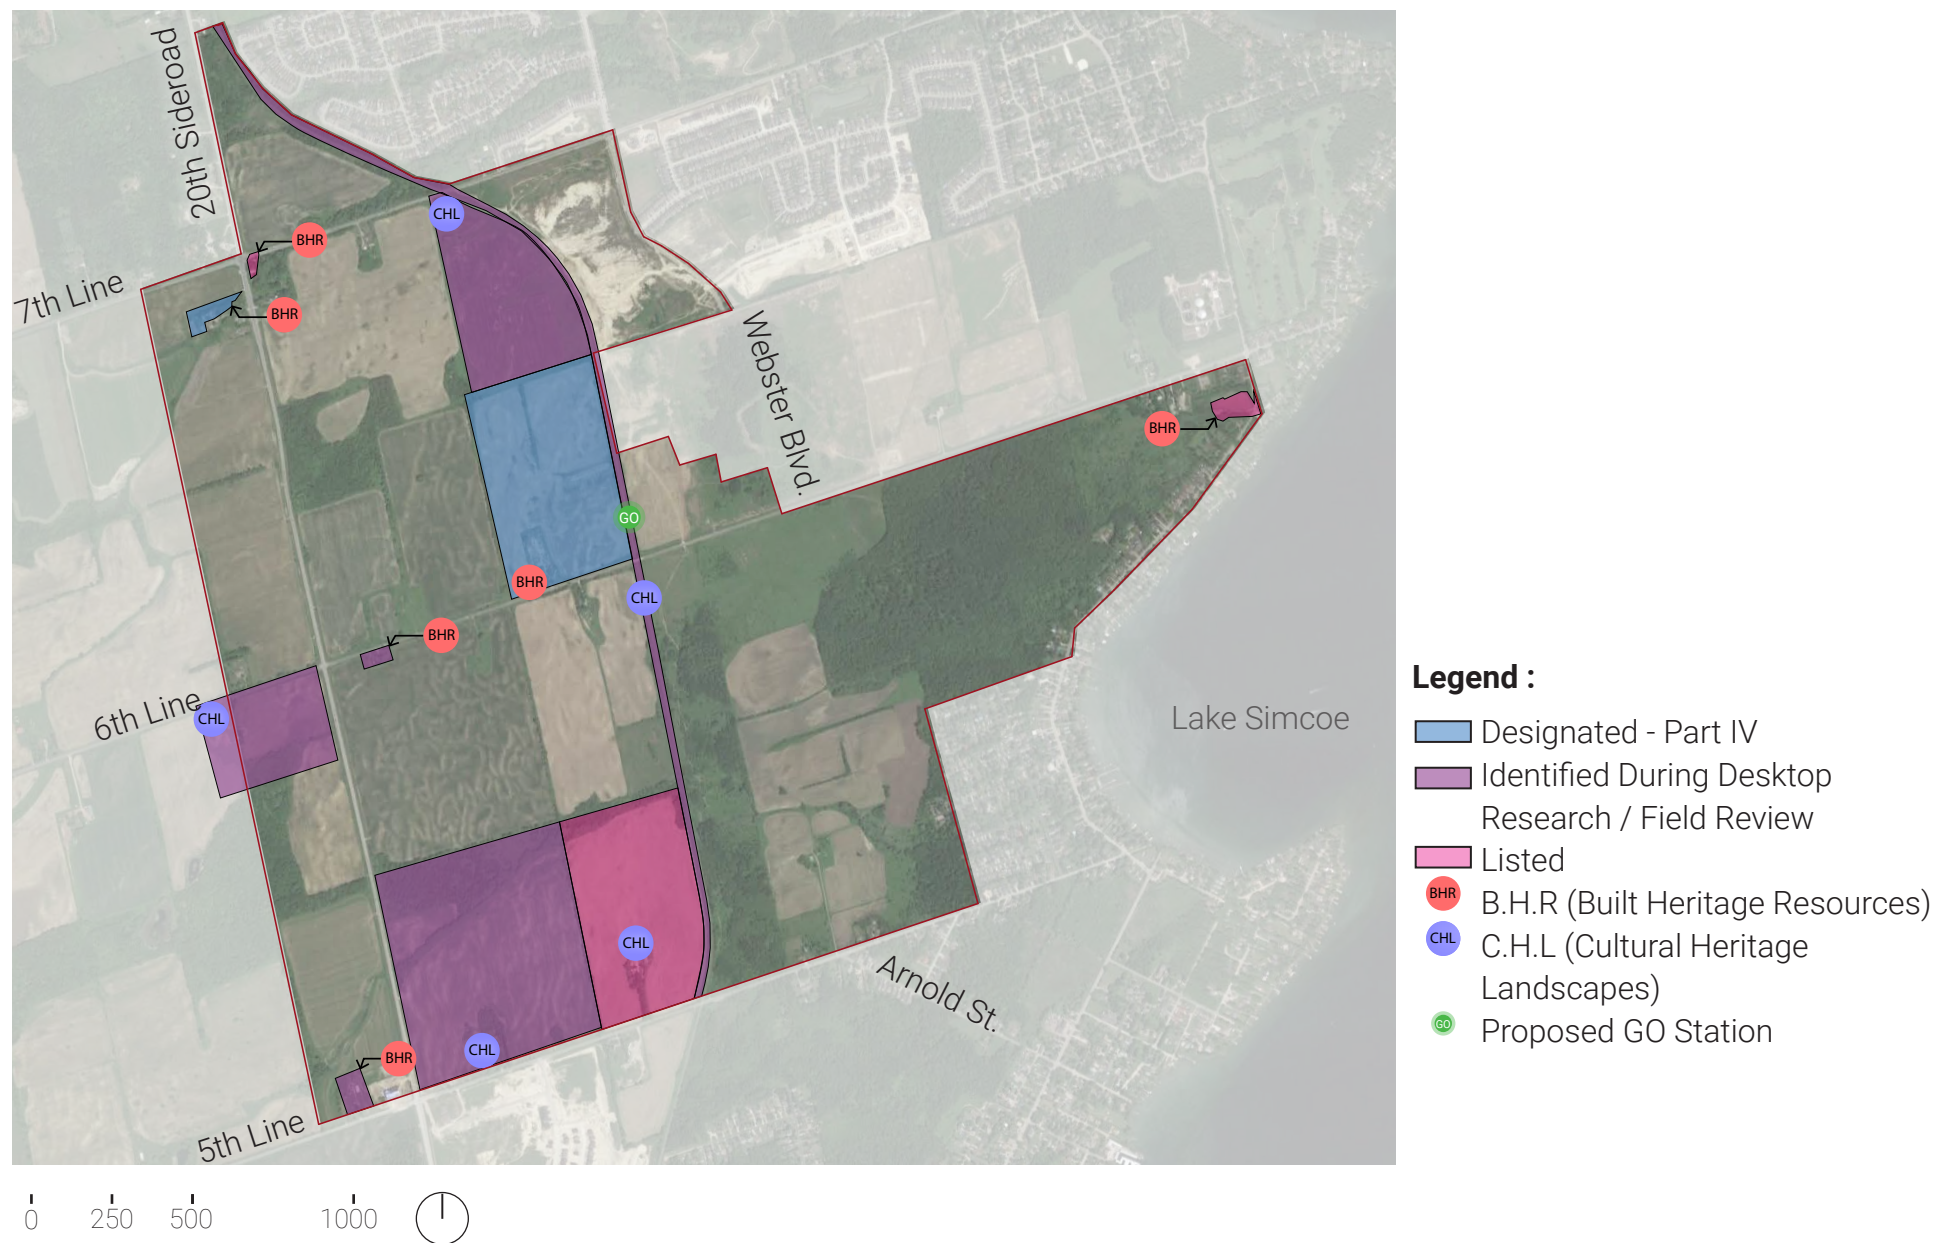 20th Sideroad
CHL
BHR
7th Line
BHR
Webster Blvd.
BHR
GO
BHR
CHL
BHR
6th Line
CHL
Lake Simcoe
CHL
Arnold St.
CHL
BHR
5th Line
0 250 500 1000
Legend :
Designated - Part IV
Identified During Desktop
Research / Field Review
Listed
BHR B.H.R (Built Heritage Resources)
CHL C.H.L (Cultural Heritage
Landscapes)
GO Proposed GO Station